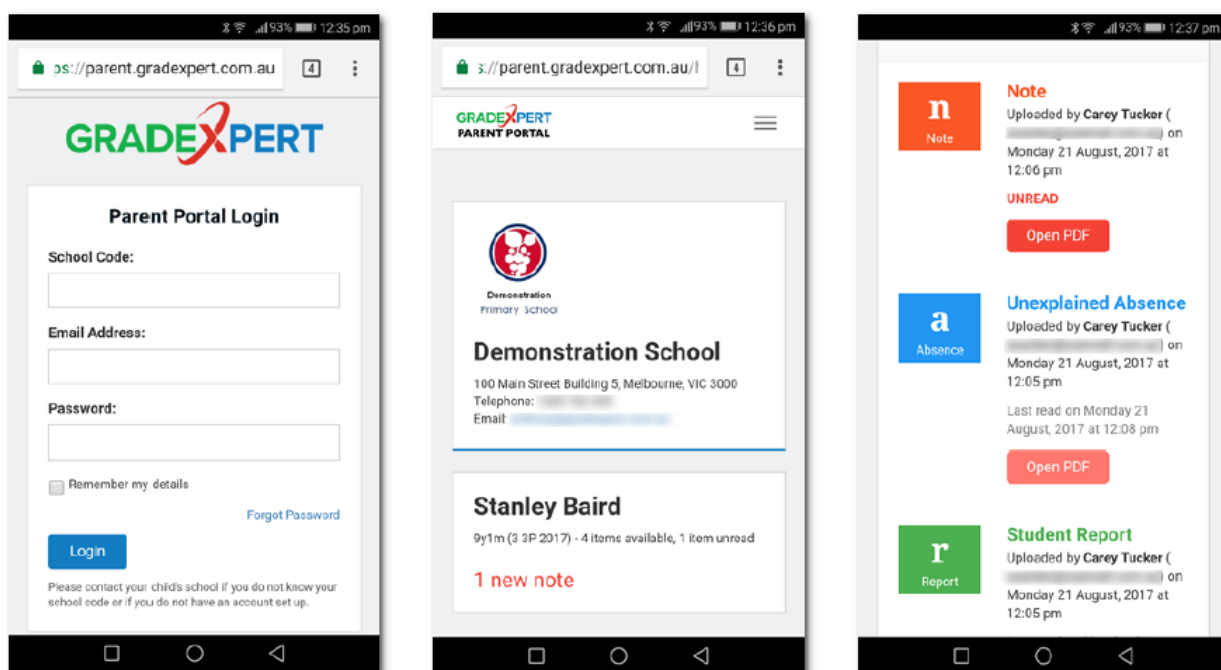 93% 12:35 pm
ps://parent.gradexpert.com.au 4
GRADEXPERT
Parent Portal Login
School Code:
Email Address:
Password:
Remember my details
Forgot Password
Login
Please contact your child's school if you do not know your
school code or if you do not have an account set up.
93% 12:36 pm
s://parent.gradexpert.com.au/ 4
GRADEXPERT
PARENT PORTAL
Demonstration
Primary School
Demonstration School
100 Main Street Building 5, Melbourne, VIC 3000
Telephone:
Email
Stanley Baird
9y1m (3 3P 2017) - 4 items available, 1 item unread
1 new note
93% 12:37 pm
n
Note
Note
Uploaded by Carey Tucker (
) on
Monday 21 August, 2017 at
12:06 pm
UNREAD
Open PDF
a
Absence
Unexplained Absence
Uploaded by Carey Tucker (
) on
Monday 21 August, 2017 at
12:05 pm
Last read on Monday 21
August, 2017 at 12:08 pm
Open PDF
r
Report
Student Report
Uploaded by Carey Tucker (
) on
Monday 21 August, 2017 at
12:05 pm